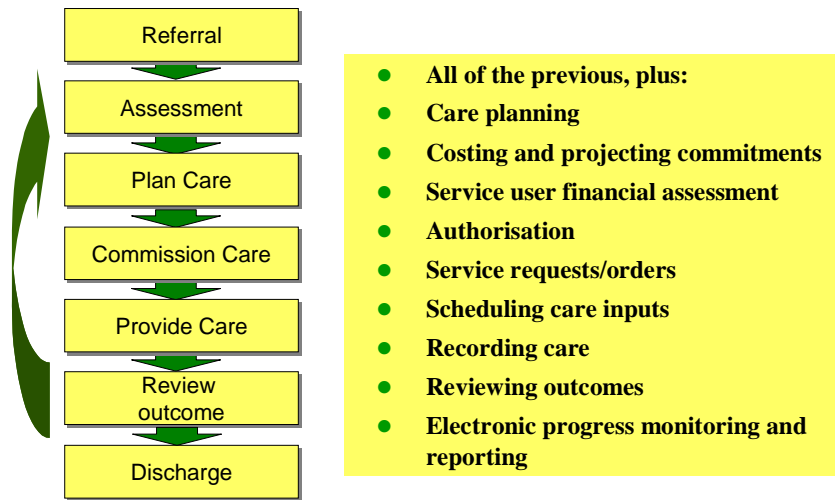 Referral
Assessment
Plan Care
Commission Care
Provide Care
Review
outcome
Discharge
All of the previous, plus:
Care planning
Costing and projecting commitments
Service user financial assessment
Authorisation
Service requests/orders
Scheduling care inputs
Recording care
Reviewing outcomes
Electronic progress monitoring and
reporting